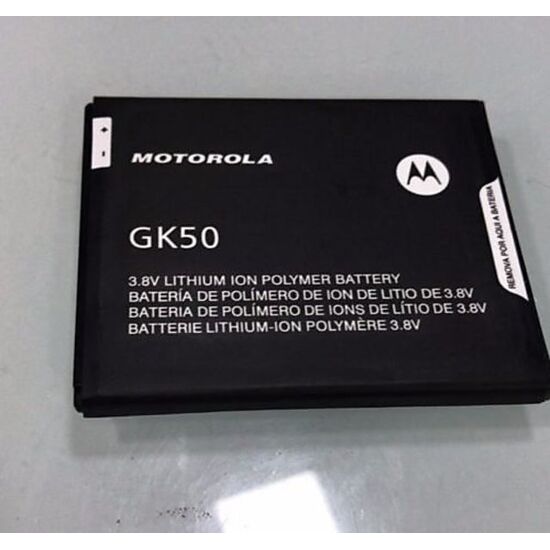 +
-
MOTOROLA
GK50
3.8V LITHIUM ION POLYMER BATTERY
BATERÍA DE POLÍMERO DE ION DE LITIO DE 3.8V
BATERIA DE POLÍMERO DE IONS DE LÍTIO DE 3.8V
BATTERIE LITHIUM-ION POLYMÈRE 3.8V
REMOVA POR AQUI A BATERIA